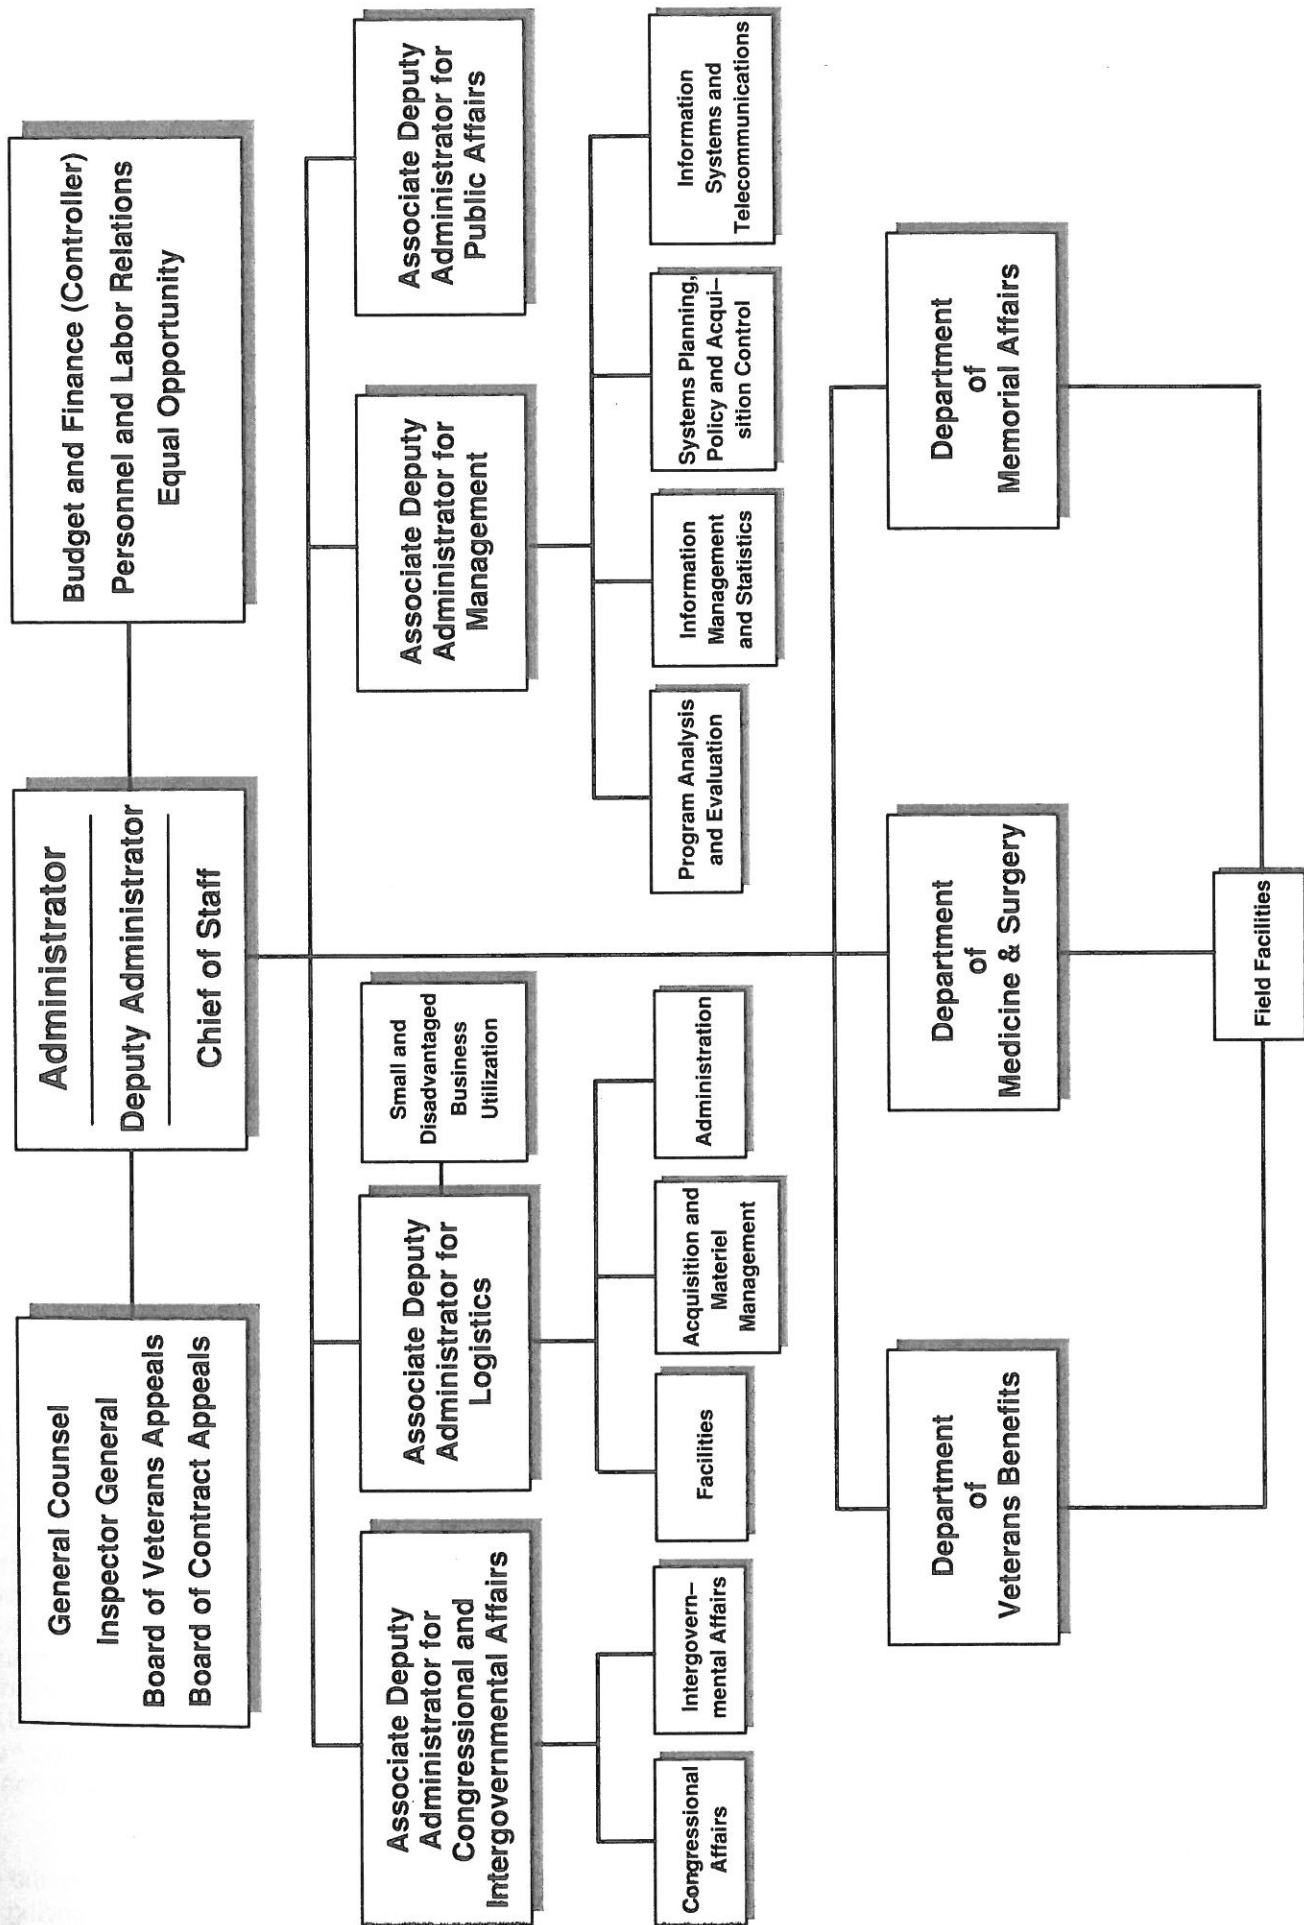 General Counsel
Inspector General
Board of Veterans Appeals
Board of Contract Appeals
Administrator
Deputy Administrator
Chief of Staff
Budget and Finance (Controller)
Personnel and Labor Relations
Equal Opportunity
Associate Deputy
Administrator for
Congressional and
Intergovernmental Affairs
Associate Deputy
Administrator for
Logistics
Small and
Disadvantaged
Business
Utilization
Associate Deputy
Administrator for
Management
Associate Deputy
Administrator for
Public Affairs
Congressional
Affairs
Intergovern–
mental Affairs
Facilities
Acquisition and
Materiel
Management
Administration
Program Analysis
and Evaluation
Information
Management
and Statistics
Systems Planning,
Policy and Acqui–
sition Control
Information
Systems and
Telecommunications
Department
of
Veterans Benefits
Department
of
Medicine & Surgery
Department
of
Memorial Affairs
Field Facilities